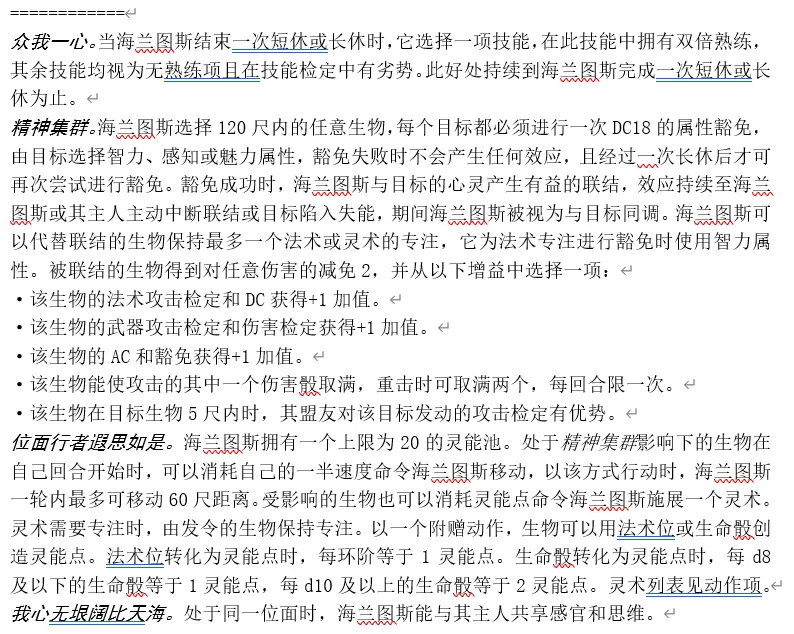 ============
众我一心。当海兰图斯结束一次短休或长休时，它选择一项技能，在此技能中拥有双倍熟练，
其余技能均视为无熟练项且在技能检定中有劣势。此好处持续到海兰图斯完成一次短休或长
休为止。
精神集群。海兰图斯选择 120 尺内的任意生物，每个目标都必须进行一次 DC18 的属性豁免，
由目标选择智力、感知或魅力属性，豁免失败时不会产生任何效应，且经过一次长休后才可
再次尝试进行豁免。豁免成功时，海兰图斯与目标的心灵产生有益的联结，效应持续至海兰
图斯或其主人主动中断联结或目标陷入失能，期间海兰图斯被视为与目标同调。海兰图斯可
以代替联结的生物保持最多一个法术或灵术的专注，它为法术专注进行豁免时使用智力属
性。被联结的生物得到对任意伤害的减免 2，并从以下增益中选择一项：
·该生物的法术攻击检定和 DC 获得+1 加值。
·该生物的武器攻击检定和伤害检定获得+1 加值。
·该生物的 AC 和豁免获得+1 加值。
·该生物能使攻击的其中一个伤害骰取满，重击时可取满两个，每回合限一次。
·该生物在目标生物 5 尺内时，其盟友对该目标发动的攻击检定有优势。
位面行者遐思如是。海兰图斯拥有一个上限为 20 的灵能池。处于精神集群影响下的生物在
自己回合开始时，可以消耗自己的一半速度命令海兰图斯移动，以该方式行动时，海兰图斯
一轮内最多可移动 60 尺距离。受影响的生物也可以消耗灵能点命令海兰图斯施展一个灵术。
灵术需要专注时，由发令的生物保持专注。以一个附赠动作，生物可以用法术位或生命骰创
造灵能点。法术位转化为灵能点时，每环阶等于 1 灵能点。生命骰转化为灵能点时，每 d8
及以下的生命骰等于 1 灵能点，每 d10 及以上的生命骰等于 2 灵能点。灵术列表见动作项。
我心无垠阔比天海。处于同一位面时，海兰图斯能与其主人共享感官和思维。